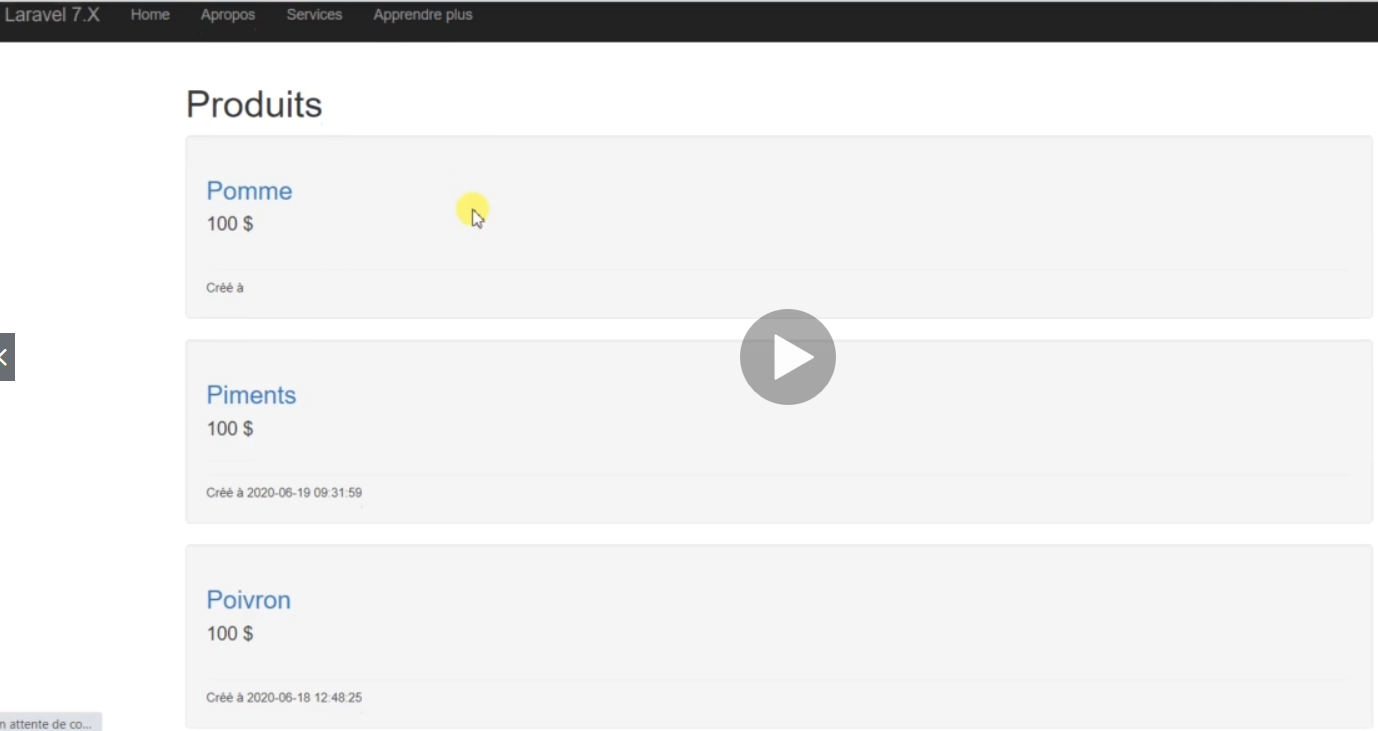 Laravel 7.X Home Apropos Services Apprendre plus
Produits
Pomme
100 $
Créé à
Piments
100 $
Créé à 2020-06-19 09:31:59
Poivron
100 $
Créé à 2020-06-18 12:48:25
n attente de co...